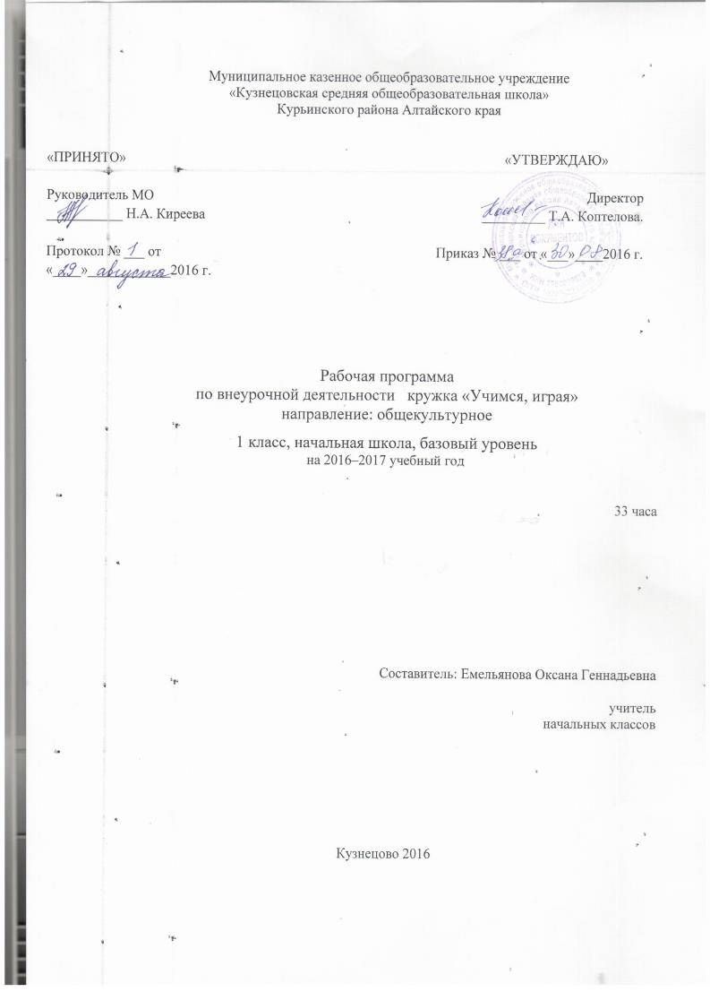 Муниципальное казенное общеобразовательное учреждение
«Кузнецовская средняя общеобразовательная школа»
Курьинского района Алтайского края
«ПРИНЯТО»
«УТВЕРЖДАЮ»
Руководитель МО
Директор
____________ Н.А. Киреева
__________ Т.А. Коптелова.
ДОКУМЕНТОВ
Протокол № 1 от
Приказ № от «30» 08 2016 г.
«29» августа 2016 г.
Рабочая программа
по внеурочной деятельности кружка «Учимся, играя»
направление: общекультурное
1 класс, начальная школа, базовый уровень
на 2016–2017 учебный год
33 часа
Составитель: Емельянова Оксана Геннадьевна
учитель
начальных классов
Кузнецово 2016